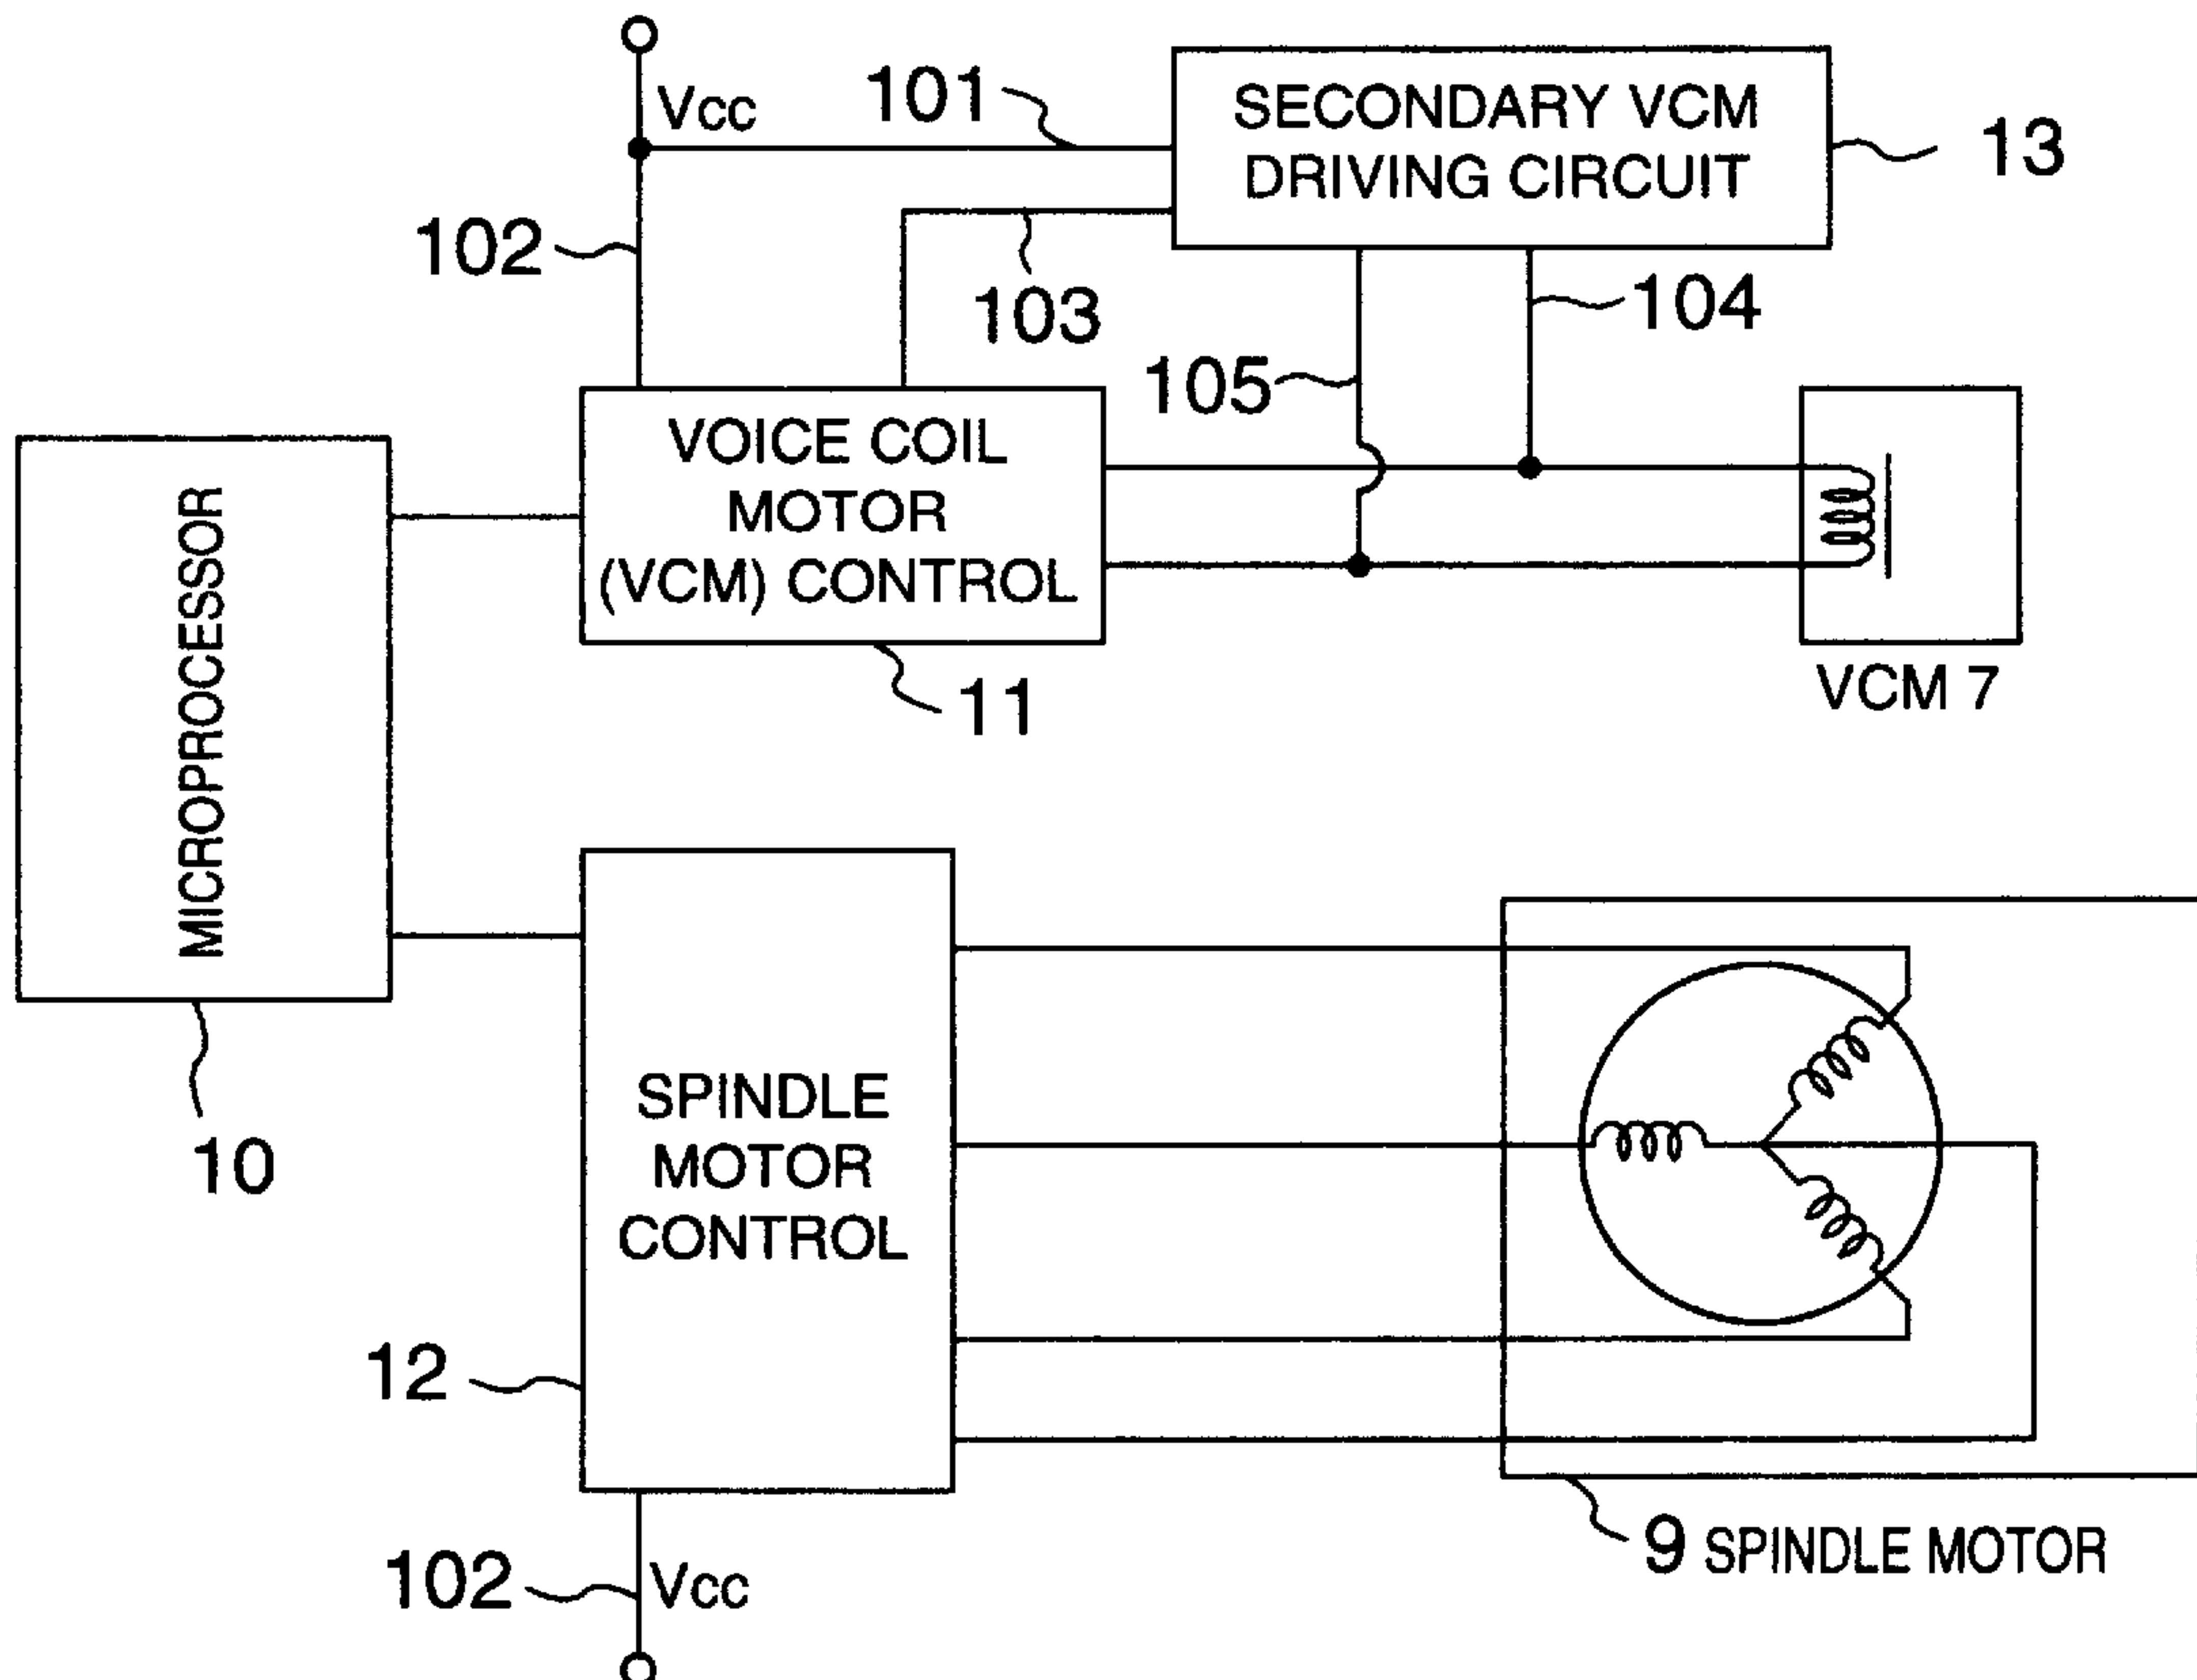 Vcc
101
SECONDARY VCM
DRIVING CIRCUIT
13
102
103
104
105
VOICE COIL
MOTOR
(VCM) CONTROL
11
VCM 7
MICROPROCESSOR
10
SPINDLE
MOTOR
CONTROL
12
9 SPINDLE MOTOR
102
Vcc